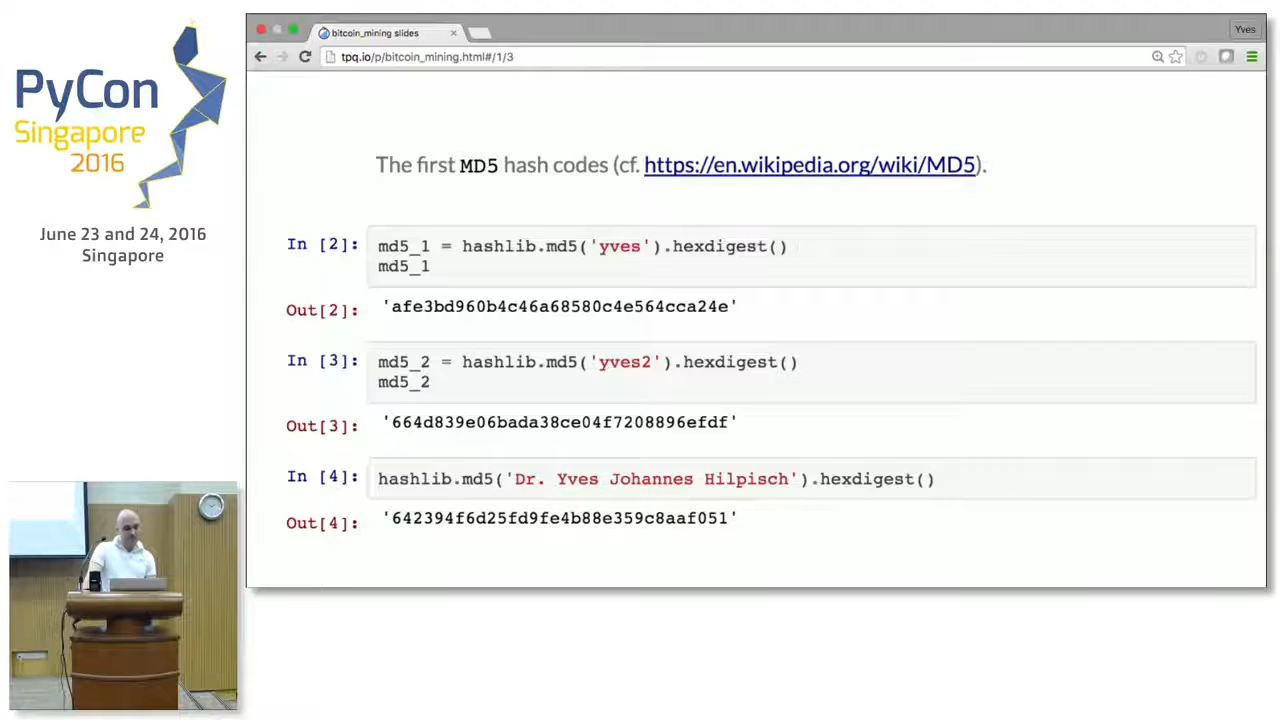 PyCon
Singapore
2016
June 23 and 24, 2016
Singapore
bitcoin_mining slides
Yves
tpq.io/p/bitcoin_mining.html#/1/3
The first MD5 hash codes (cf. https://en.wikipedia.org/wiki/MD5).
In [2]:
md5_1 = hashlib.md5('yves').hexdigest()
md5_1
Out[2]:
'afe3bd960b4c46a68580c4e564cca24e'
In [3]:
md5_2 = hashlib.md5('yves2').hexdigest()
md5_2
Out[3]:
'664d839e06bada38ce04f7208896efdf'
In [4]:
hashlib.md5('Dr. Yves Johannes Hilpisch').hexdigest()
Out[4]:
'642394f6d25fd9fe4b88e359c8aaf051'